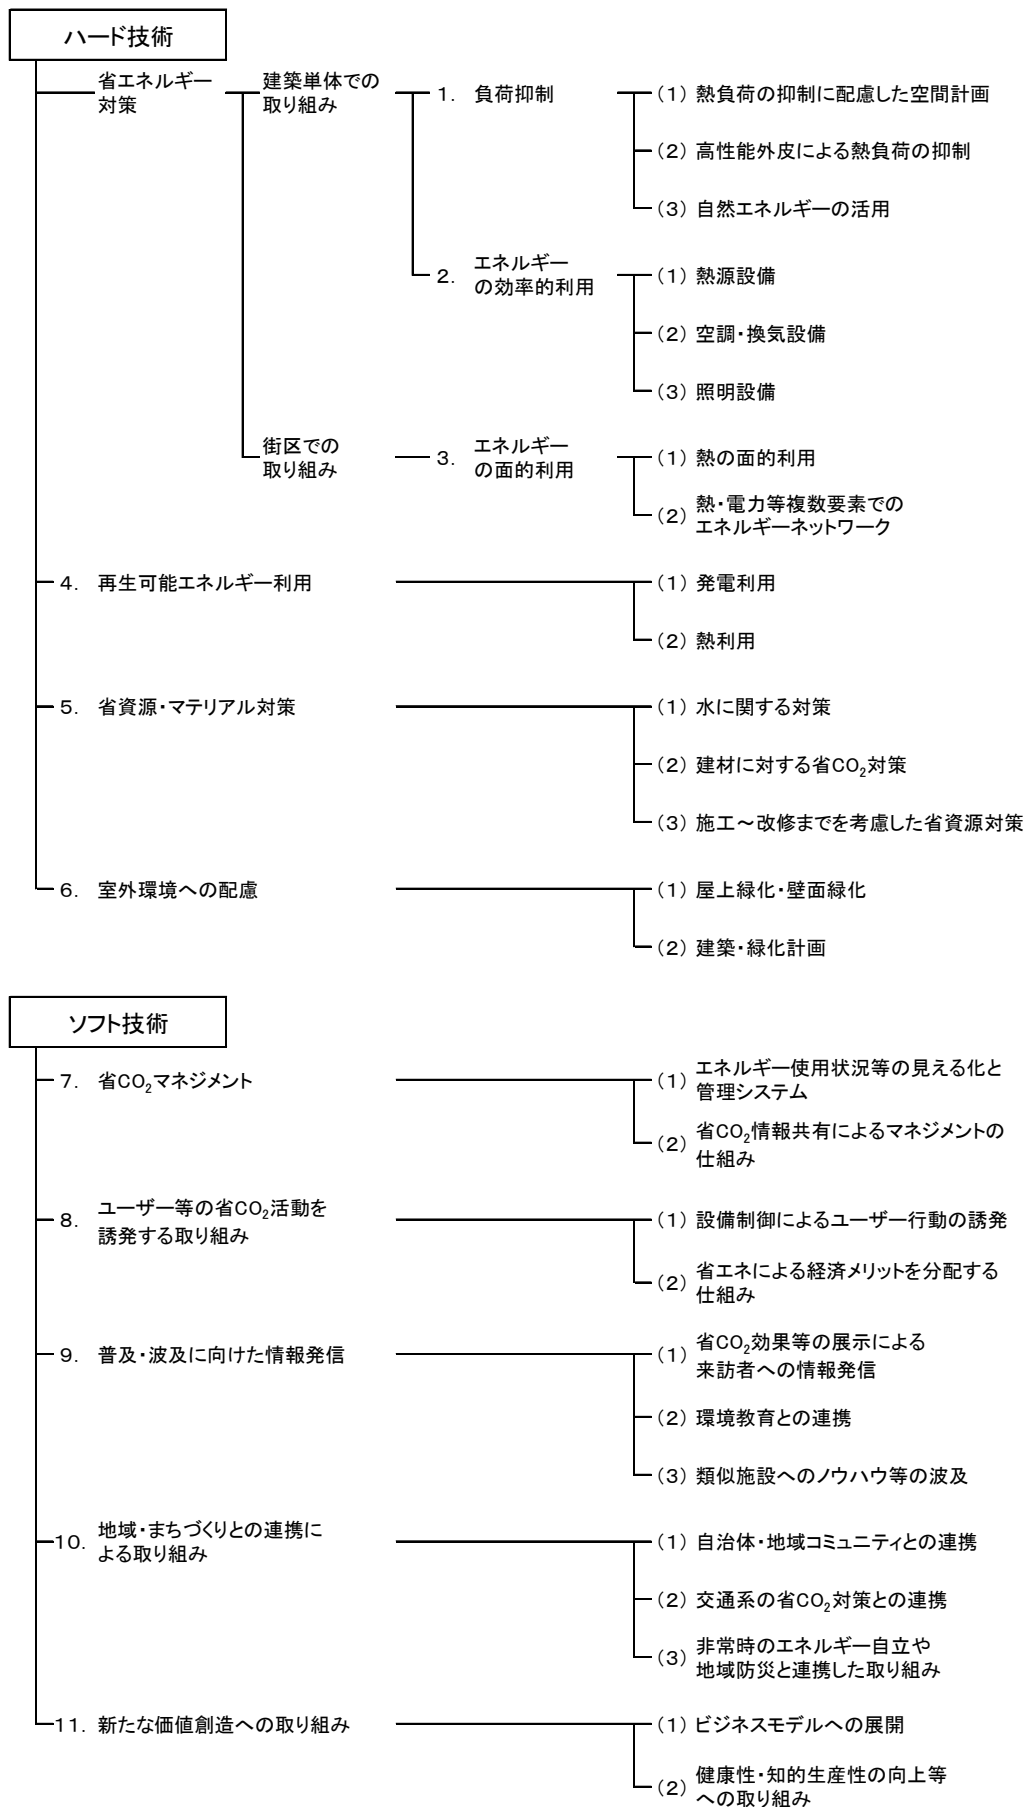 ハード技術
省エネルギー
対策
建築単体での
取り組み
1. 負荷抑制
(1) 熱負荷の抑制に配慮した空間計画
(2) 高性能外皮による熱負荷の抑制
(3) 自然エネルギーの活用
2. エネルギー
の効率的利用
(1) 熱源設備
(2) 空調・換気設備
(3) 照明設備
街区での
取り組み
3. エネルギー
の面的利用
(1) 熱の面的利用
(2) 熱・電力等複数要素での
エネルギーネットワーク
4. 再生可能エネルギー利用
(1) 発電利用
(2) 熱利用
5. 省資源・マテリアル対策
(1) 水に関する対策
(2) 建材に対する省CO₂対策
(3) 施工～改修までを考慮した省資源対策
6. 室外環境への配慮
(1) 屋上緑化・壁面緑化
(2) 建築・緑化計画
ソフト技術
7. 省CO₂マネジメント
(1) エネルギー使用状況等の見える化と
管理システム
(2) 省CO₂情報共有によるマネジメントの
仕組み
8. ユーザー等の省CO₂活動を
誘発する取り組み
(1) 設備制御によるユーザー行動の誘発
(2) 省エネによる経済メリットを分配する
仕組み
9. 普及・波及に向けた情報発信
(1) 省CO₂効果等の展示による
来訪者への情報発信
(2) 環境教育との連携
(3) 類似施設へのノウハウ等の波及
10. 地域・まちづくりとの連携に
よる取り組み
(1) 自治体・地域コミュニティとの連携
(2) 交通系の省CO₂対策との連携
(3) 非常時のエネルギー自立や
地域防災と連携した取り組み
11. 新たな価値創造への取り組み
(1) ビジネスモデルへの展開
(2) 健康性・知的生産性の向上等
への取り組み